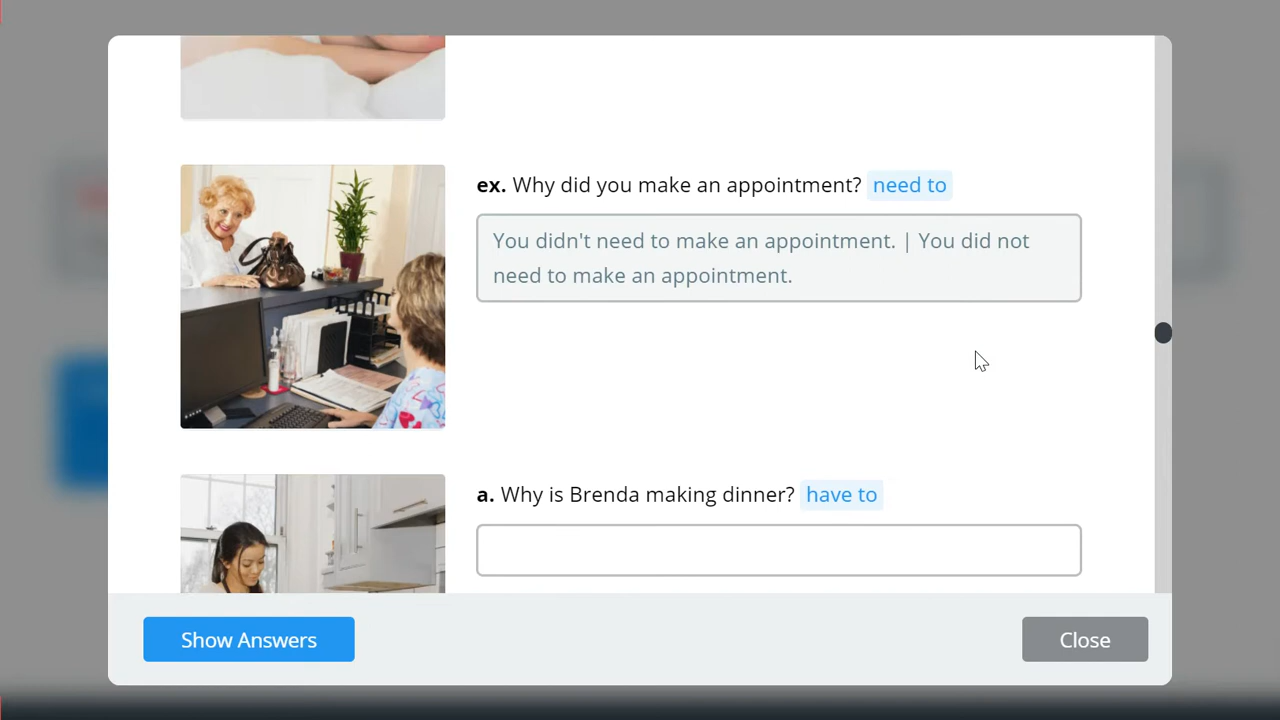 ex. Why did you make an appointment? need to
You didn't need to make an appointment. | You did not
need to make an appointment.
a. Why is Brenda making dinner? have to
Show Answers
Close